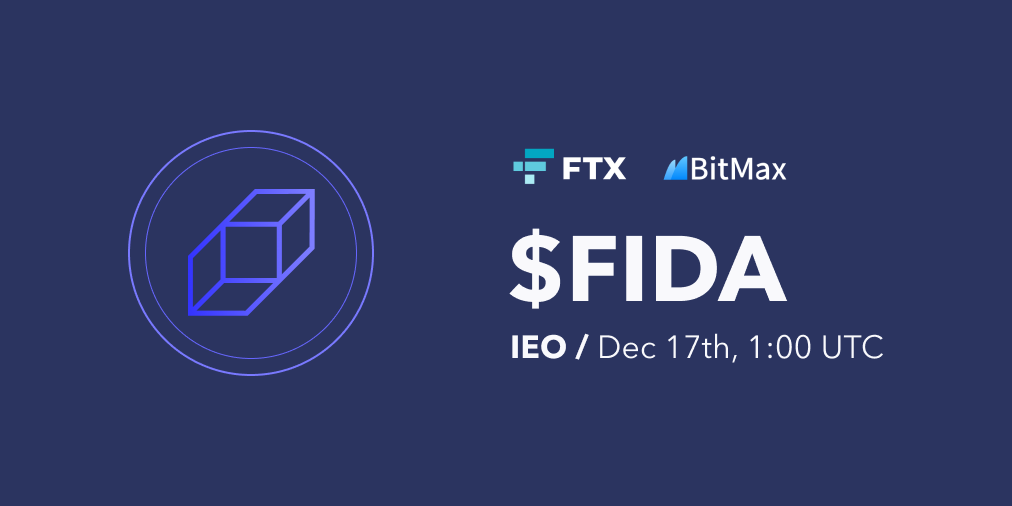 FTX BitMax
$FIDA
IEO / Dec 17th, 1:00 UTC